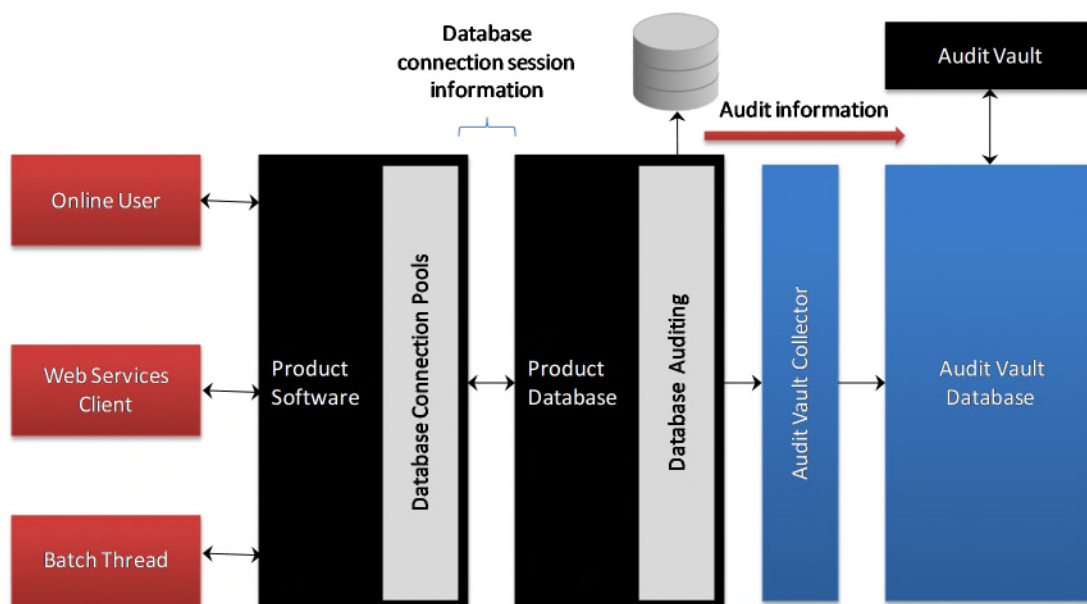 Database
connection session
information
Audit Vault
Audit information
Online User
Web Services
Client
Batch Thread
Product
Software
Database Connection Pools
Product
Database
Database Auditing
Audit Vault Collector
Audit Vault
Database